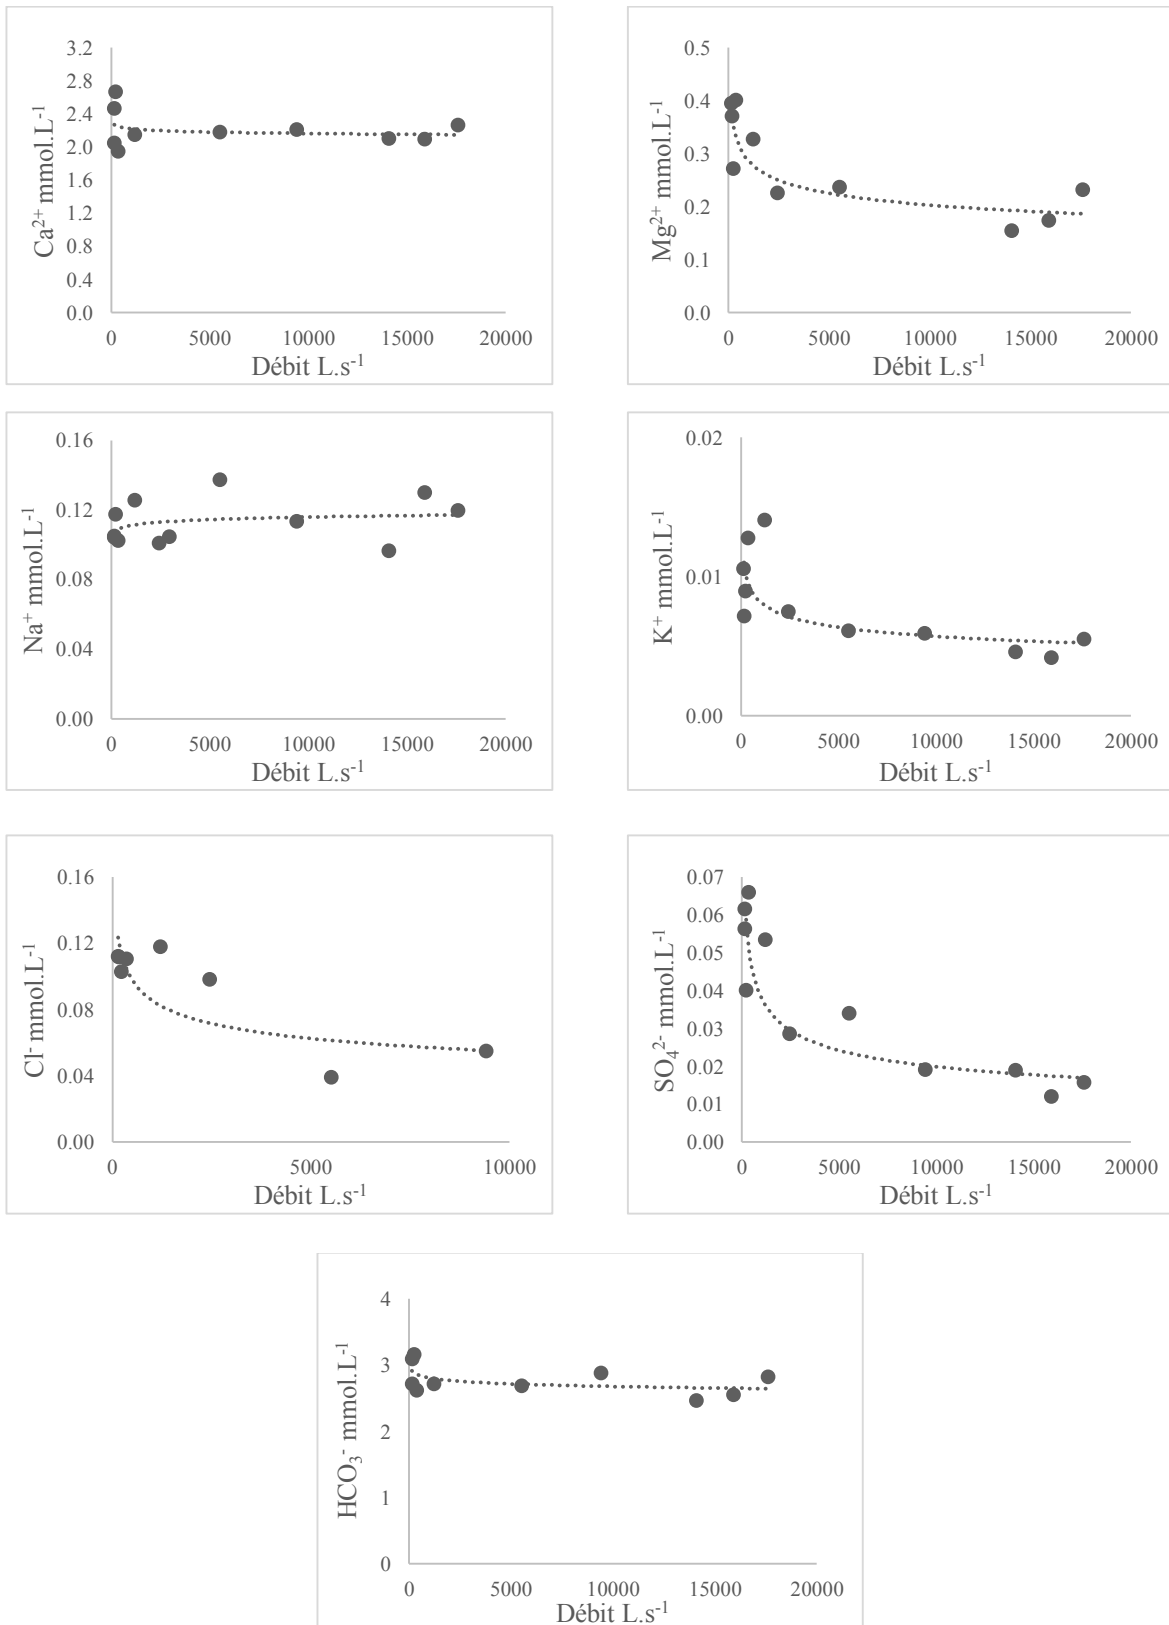 Ca²⁺ mmol.L⁻¹
3.2
2.8
2.4
2.0
1.6
1.2
0.8
0.4
0.0
0 5000 10000 15000 20000
Débit L.s⁻¹
Mg²⁺ mmol.L⁻¹
0.5
0.4
0.3
0.2
0.1
0.0
0 5000 10000 15000 20000
Débit L.s⁻¹
Na⁺ mmol.L⁻¹
0.16
0.12
0.08
0.04
0.00
0 5000 10000 15000 20000
Débit L.s⁻¹
K⁺ mmol.L⁻¹
0.02
0.01
0.00
0 5000 10000 15000 20000
Débit L.s⁻¹
Cl⁻ mmol.L⁻¹
0.16
0.12
0.08
0.04
0.00
0 5000 10000
Débit L.s⁻¹
SO₄²⁻ mmol.L⁻¹
0.07
0.06
0.05
0.04
0.03
0.02
0.01
0.00
0 5000 10000 15000 20000
Débit L.s⁻¹
HCO₃⁻ mmol.L⁻¹
4
3
2
1
0
0 5000 10000 15000 20000
Débit L.s⁻¹